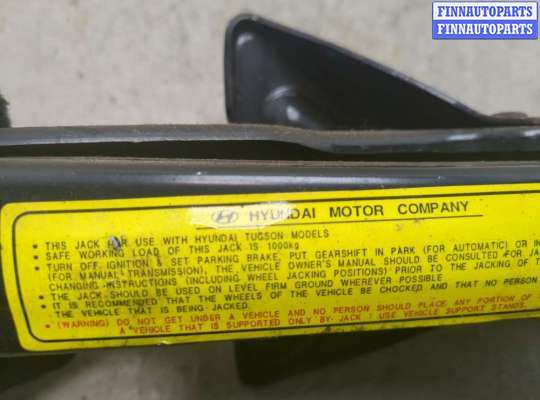 FINNAUTOPARTS
FINNAUTOPARTS
HYUNDAI MOTOR COMPANY
• THIS JACK FOR USE WITH HYUNDAI TUCSON MODELS
• SAFE WORKING LOAD OF THIS JACK IS 1000kg
• TURN OFF IGNITION & SET PARKING BRAKE, PUT GEARSHIFT IN PARK (FOR AUTOMATIC) OR IN
(FOR MANUAL TRANSMISSION), THE VEHICLE OWNER'S MANUAL SHOULD BE CONSULTED FOR JA
CHANGING INSTRUCTIONS (INCLUDING WHEEL JACKING POSITIONS) PRIOR TO THE JACKING OF T
• THE JACK SHOULD BE USED ON LEVEL FIRM GROUND WHEREVER POSSIBLE
• IT IS RECOMMENDED THAT THE WHEELS OF THE VEHICLE BE CHOCKED AND THAT NO PERSON
THE VEHICLE THAT IS BEING JACKED.
• (WARNING) DO NOT GET UNDER A VEHICLE AND NO PERSON SHOULD PLACE ANY PORTION OF
A VEHICLE THAT IS SUPPORTED ONLY BY JACK : USE VEHICLE SUPPORT STANDS.